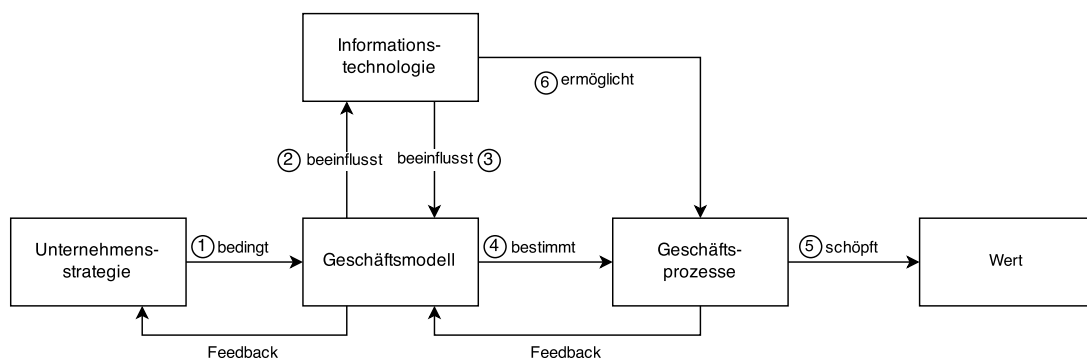 Informations-
technologie
⑥ ermöglicht
② beeinflusst
beeinflusst ③
Unternehmens-
strategie
① bedingt
Geschäftsmodell
④ bestimmt
Geschäfts-
prozesse
⑤ schöpft
Wert
Feedback
Feedback